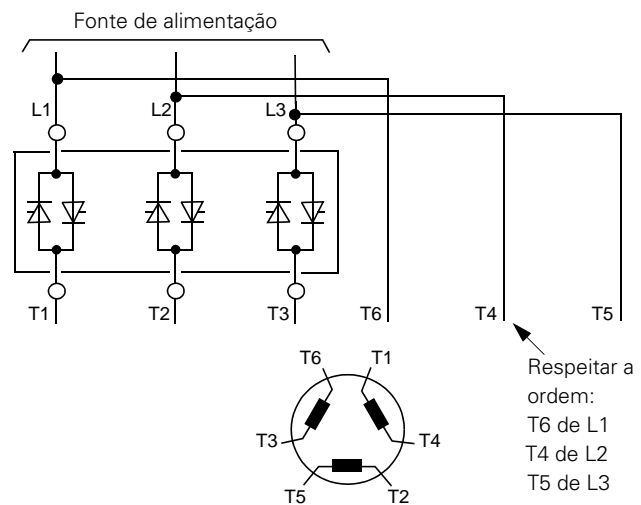 Fonte de alimentação
L1 L2 L3
T1 T2 T3 T6 T4 T5
T6 T1
T3 T4
T5 T2
Respeitar a
ordem:
T6 de L1
T4 de L2
T5 de L3